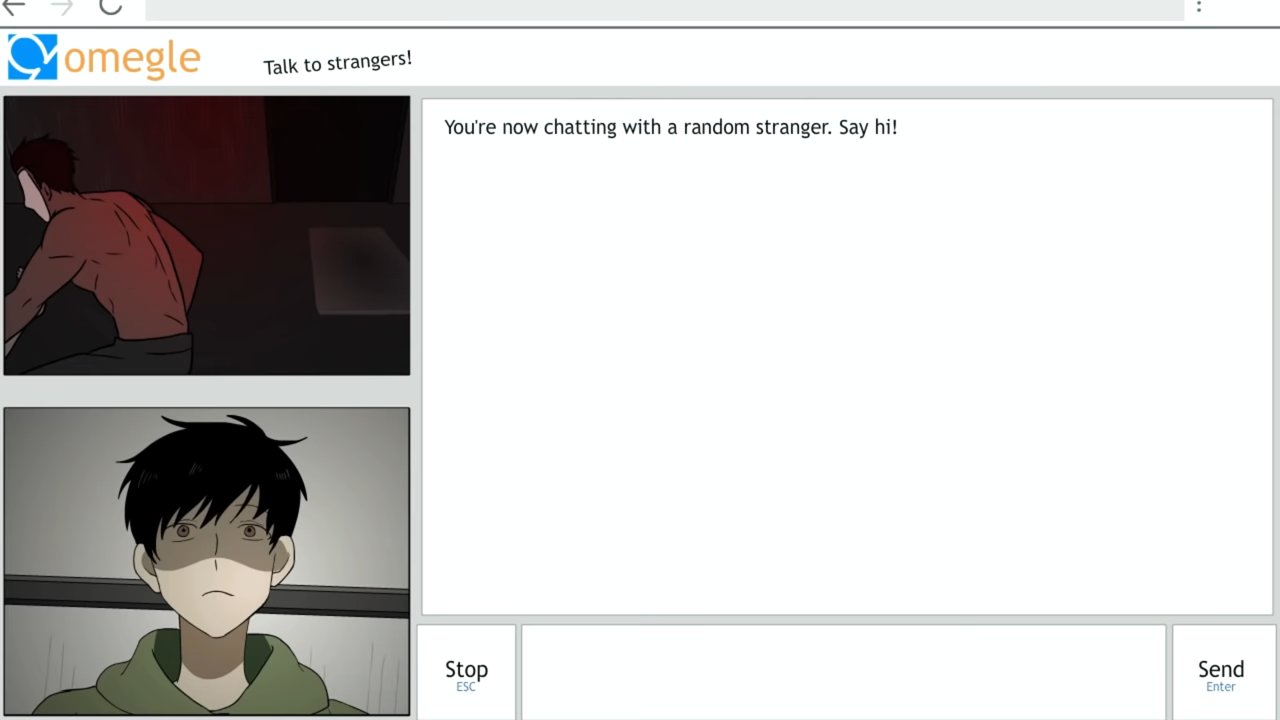 omegle
Talk to strangers!
You're now chatting with a random stranger. Say hi!
Stop
ESC
Send
Enter